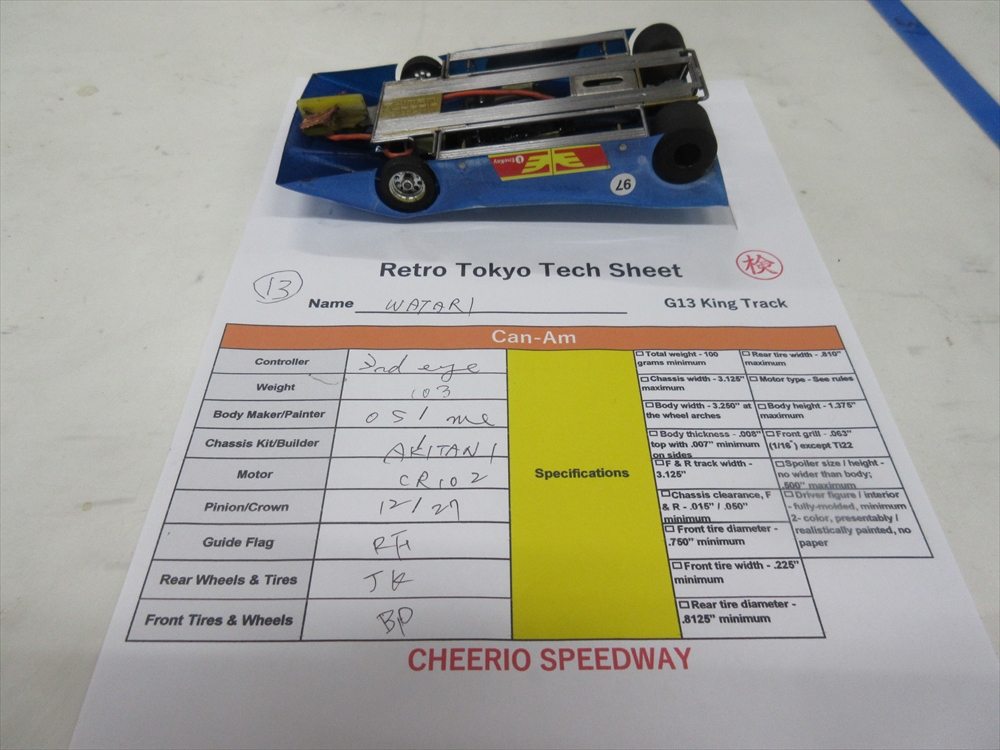 97
Retro Tokyo Tech Sheet
検
13
Name WATARI
G13 King Track
Can-Am
Controller 3rd eye
Weight 103
Body Maker/Painter OS / me
Chassis Kit/Builder / AKITANI
Motor CR102
Pinion/Crown 12/27
Guide Flag
Rear Wheels & Tires JK
Front Tires & Wheels BP
Specifications
Total weight - 100 grams minimum
Rear tire width - .810" maximum
Chassis width - 3.125" maximum
Motor type - See rules
Body width - 3.250" at the wheel arches
Body height - 1.375" maximum
Body thickness - .008" top with .007" minimum on sides
Front grill - .063" (1/16") except Ti22
F & R track width - 3.125"
Spoiler size / height - no wider than body; .500" maximum
Chassis clearance, F & R - .015" / .050" minimum
Driver figure / interior - fully-molded, minimum 2- color, presentably / realistically painted, no paper
Front tire diameter - .750" minimum
Front tire width - .225" minimum
Rear tire diameter - .8125" minimum
CHEERIO SPEEDWAY